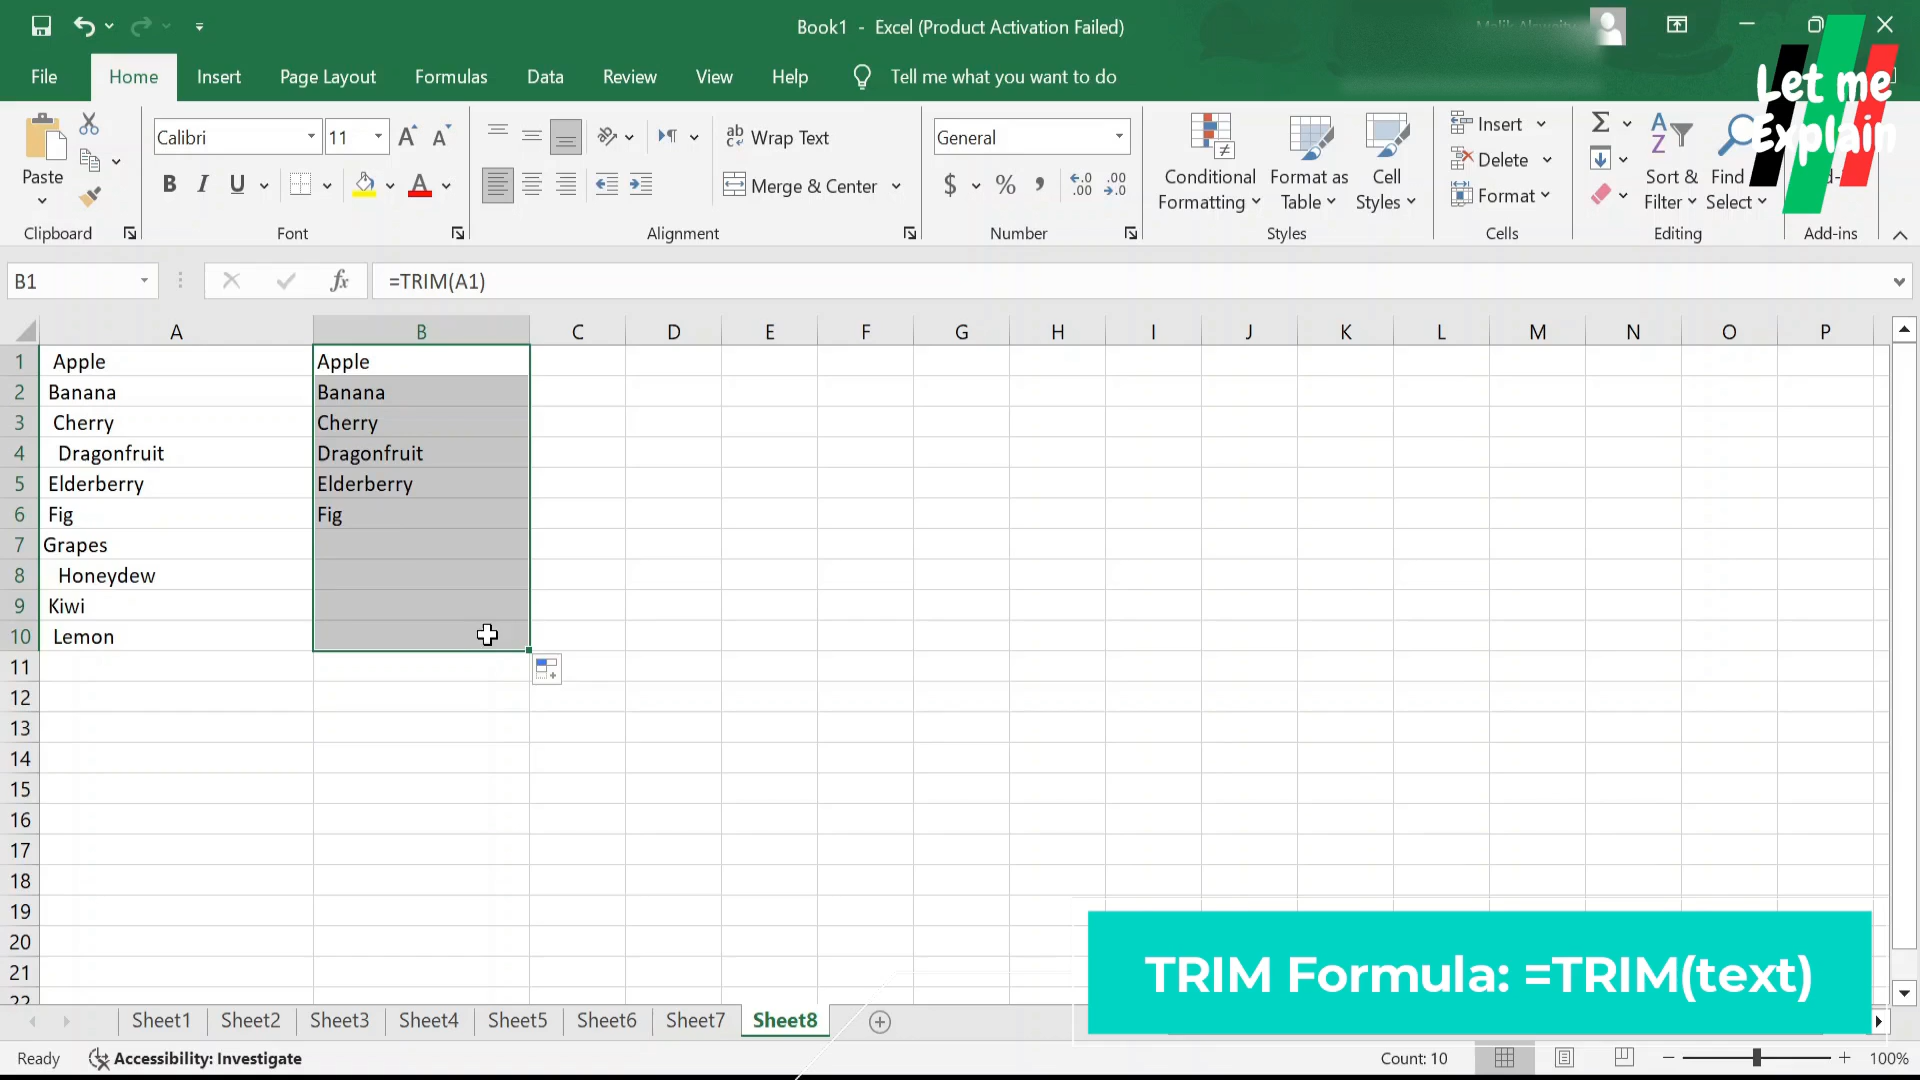 Book1 - Excel (Product Activation Failed)
File Home Insert Page Layout Formulas Data Review View Help Tell me what you want to do
Let me
Explain
Paste
Calibri 11
ab Wrap Text
Merge & Center
General
$ % ,
Conditional
Formatting
Format as
Table
Cell
Styles
Insert
Delete
Format
Sort &
Filter
Find
Select
Clipboard Font Alignment Number Styles Cells Editing Add-ins
B1 fx =TRIM(A1)
A B C D E F G H I J K L M N O P
1 Apple Apple
2 Banana Banana
3 Cherry Cherry
4 Dragonfruit Dragonfruit
5 Elderberry Elderberry
6 Fig Fig
7 Grapes
8 Honeydew
9 Kiwi
10 Lemon
11
12
13
14
15
16
17
18
19
20
21
22
TRIM Formula: =TRIM(text)
Sheet1 Sheet2 Sheet3 Sheet4 Sheet5 Sheet6 Sheet7 Sheet8
Ready Accessibility: Investigate Count: 10 100%